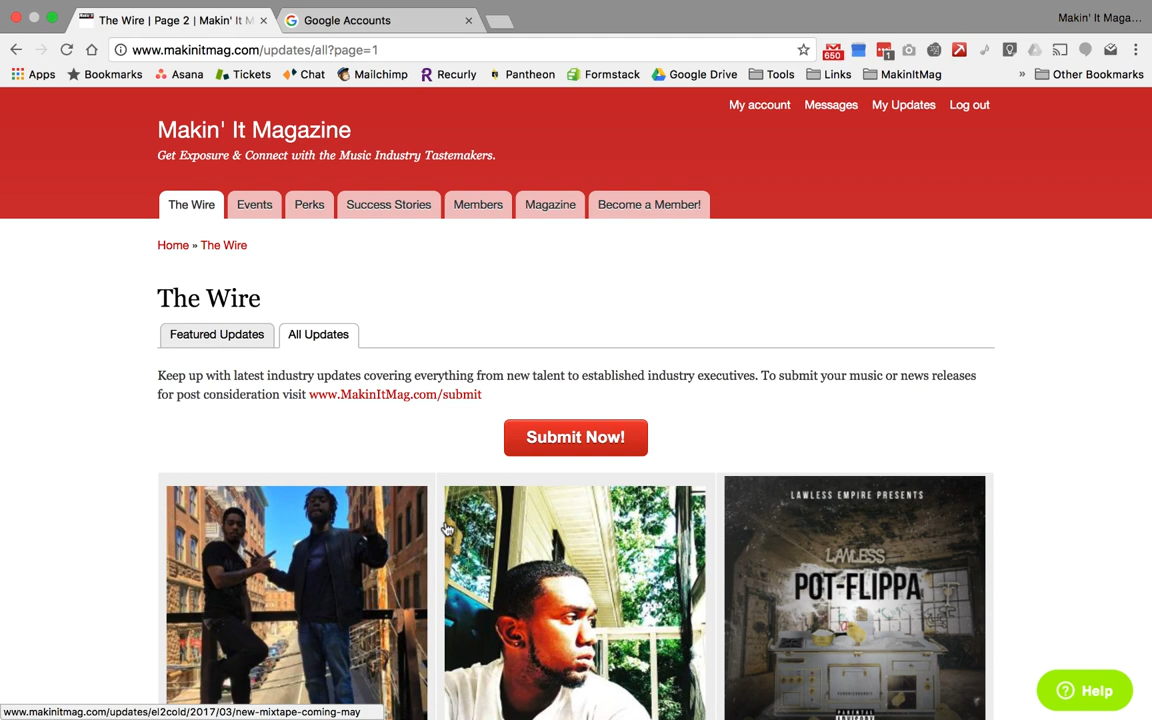 The Wire | Page 2 | Makin' It M
Google Accounts
Makin' It Maga...
www.makinitmag.com/updates/all?page=1
650
1
Apps
Bookmarks
Asana
Tickets
Chat
Mailchimp
Recurly
Pantheon
Formstack
Google Drive
Tools
Links
MakinItMag
»
Other Bookmarks
My account
Messages
My Updates
Log out
Makin' It Magazine
Get Exposure & Connect with the Music Industry Tastemakers.
The Wire
Events
Perks
Success Stories
Members
Magazine
Become a Member!
Home » The Wire
The Wire
Featured Updates
All Updates
Keep up with latest industry updates covering everything from new talent to established industry executives. To submit your music or news releases
for post consideration visit www.MakinItMag.com/submit
Submit Now!
LAWLESS EMPIRE PRESENTS
LAWLESS
POT-FLIPPA
PARENTAL
Help
www.makinitmag.com/updates/el2cold/2017/03/new-mixtape-coming-may